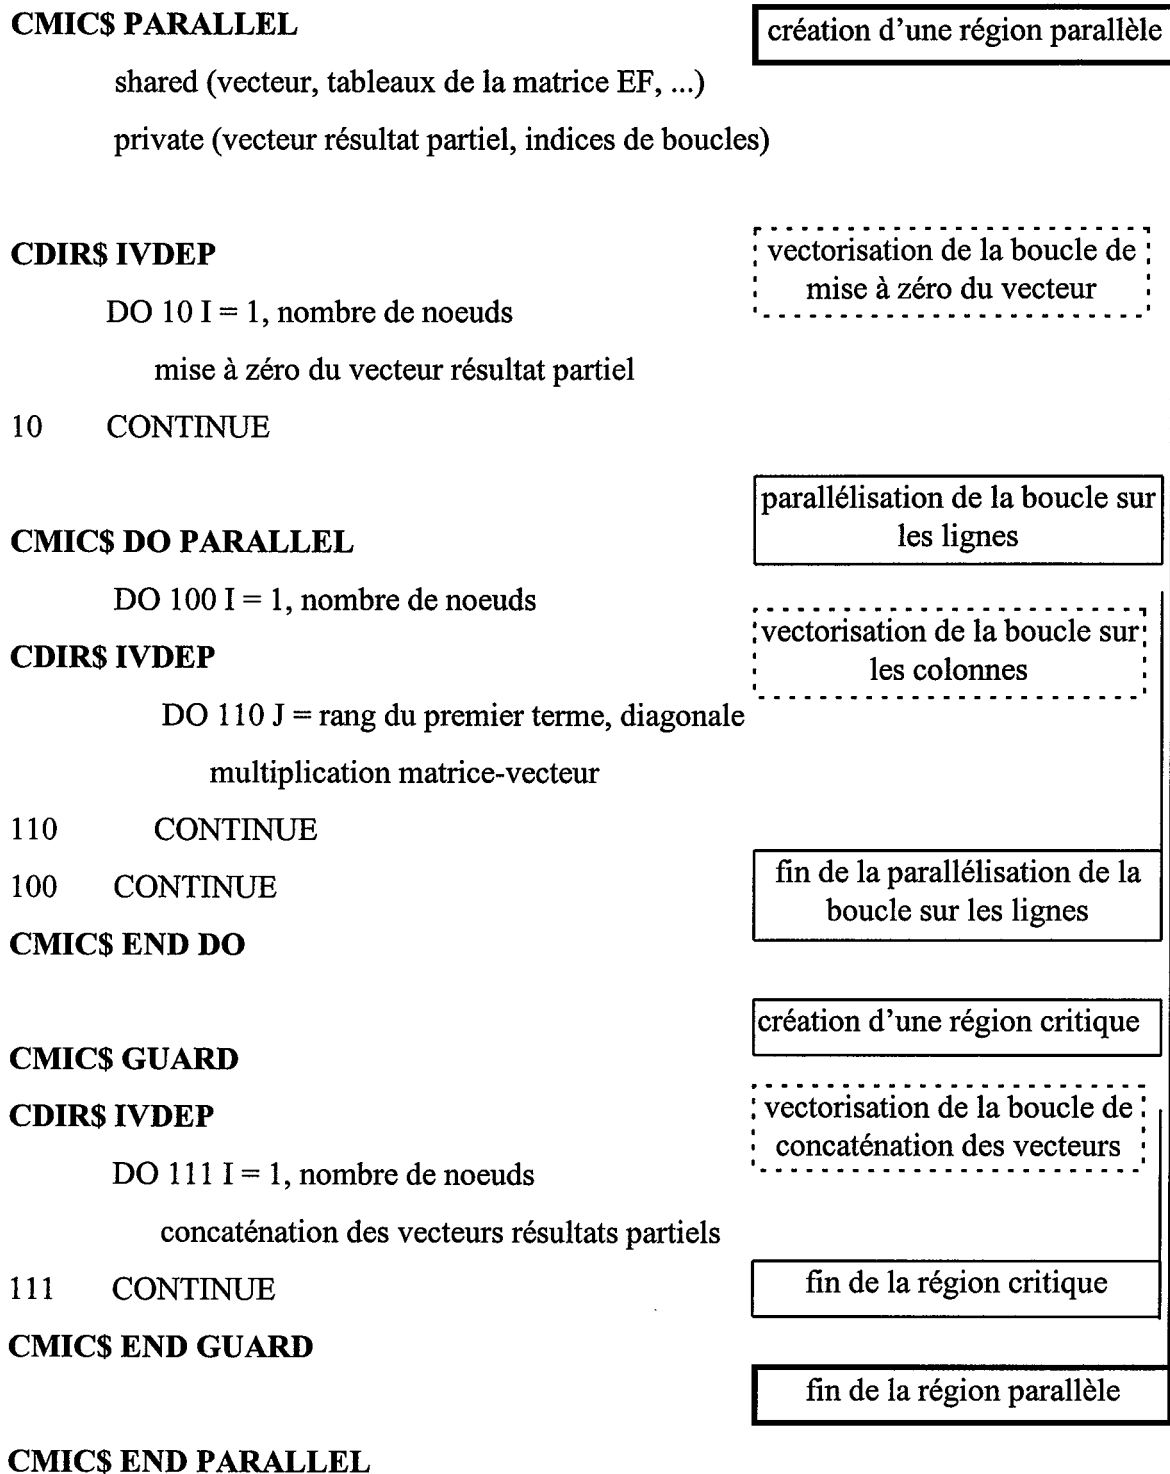 CMIC$ PARALLEL
création d'une région parallèle
shared (vecteur, tableaux de la matrice EF, ...)
private (vecteur résultat partiel, indices de boucles)
CDIR$ IVDEP
vectorisation de la boucle de
mise à zéro du vecteur
DO 10 I = 1, nombre de noeuds
mise à zéro du vecteur résultat partiel
10 CONTINUE
parallélisation de la boucle sur
les lignes
CMIC$ DO PARALLEL
DO 100 I = 1, nombre de noeuds
vectorisation de la boucle sur
les colonnes
CDIR$ IVDEP
DO 110 J = rang du premier terme, diagonale
multiplication matrice-vecteur
110 CONTINUE
100 CONTINUE
fin de la parallélisation de la
boucle sur les lignes
CMIC$ END DO
création d'une région critique
CMIC$ GUARD
CDIR$ IVDEP
vectorisation de la boucle de
concaténation des vecteurs
DO 111 I = 1, nombre de noeuds
concaténation des vecteurs résultats partiels
111 CONTINUE
fin de la région critique
CMIC$ END GUARD
fin de la région parallèle
CMIC$ END PARALLEL